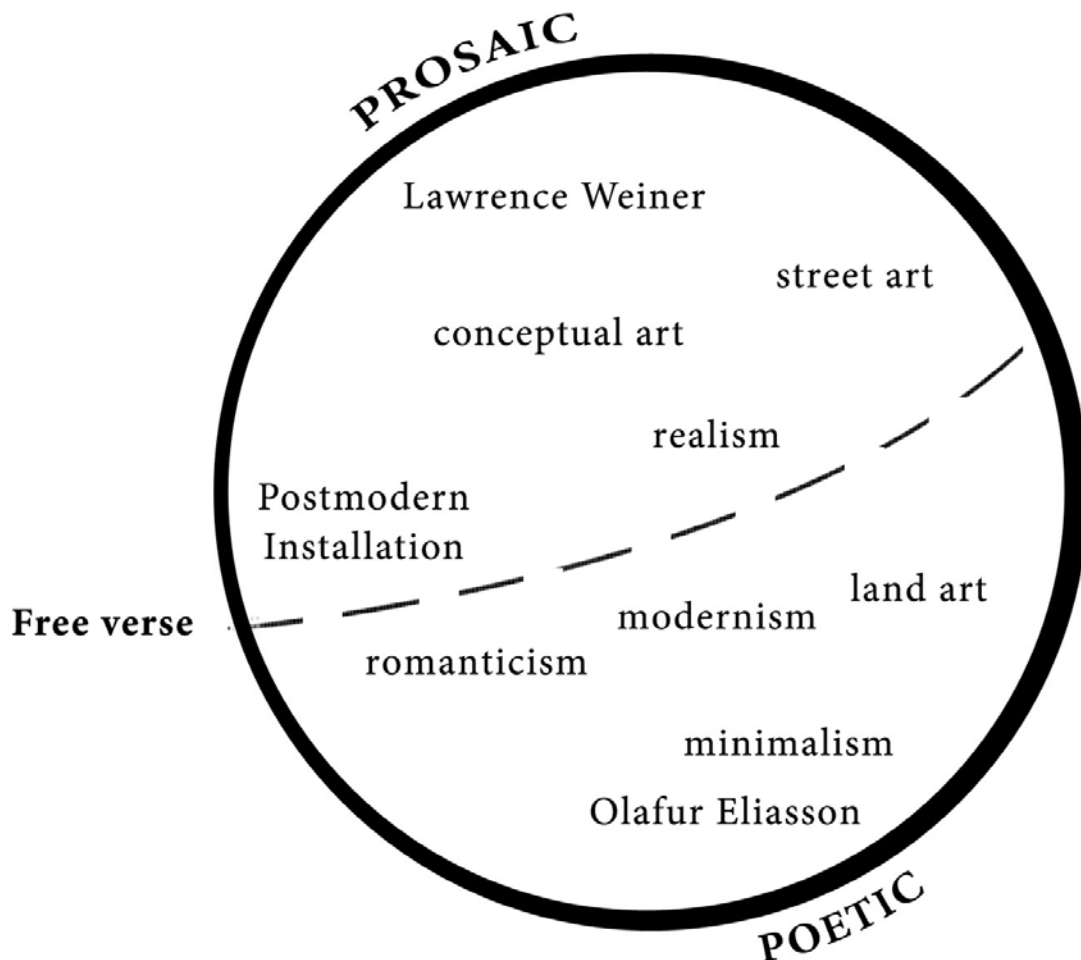 PROSAIC
Lawrence Weiner
street art
conceptual art
realism
Postmodern
Installation
land art
modernism
Free verse
romanticism
minimalism
Olafur Eliasson
POETIC